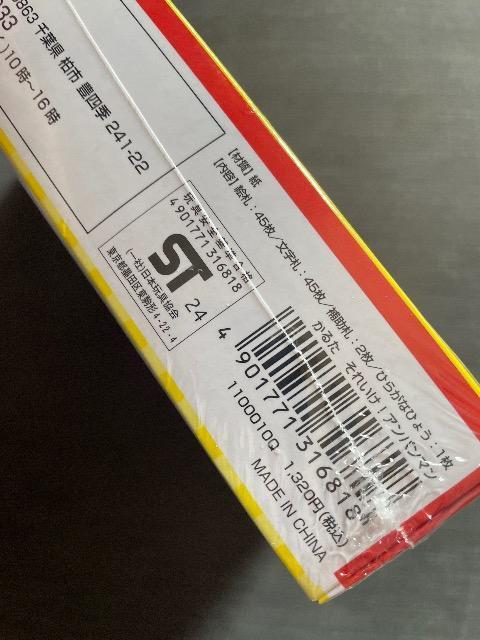 863 千葉県 柏市 豊四季 241-22
10時～16時
【材質】紙
【内容】絵札：45枚／文字札：45枚／補助札：2枚／ひらがなひょう：1枚
玩具安全基準合格
4901771316818
ST 24
(一社)日本玩具協会
東京都墨田区東駒形4-22-4
かるた それいけ！アンパンマン
4 901771 316818
1100010Q 1,320円(税込)
MADE IN CHINA